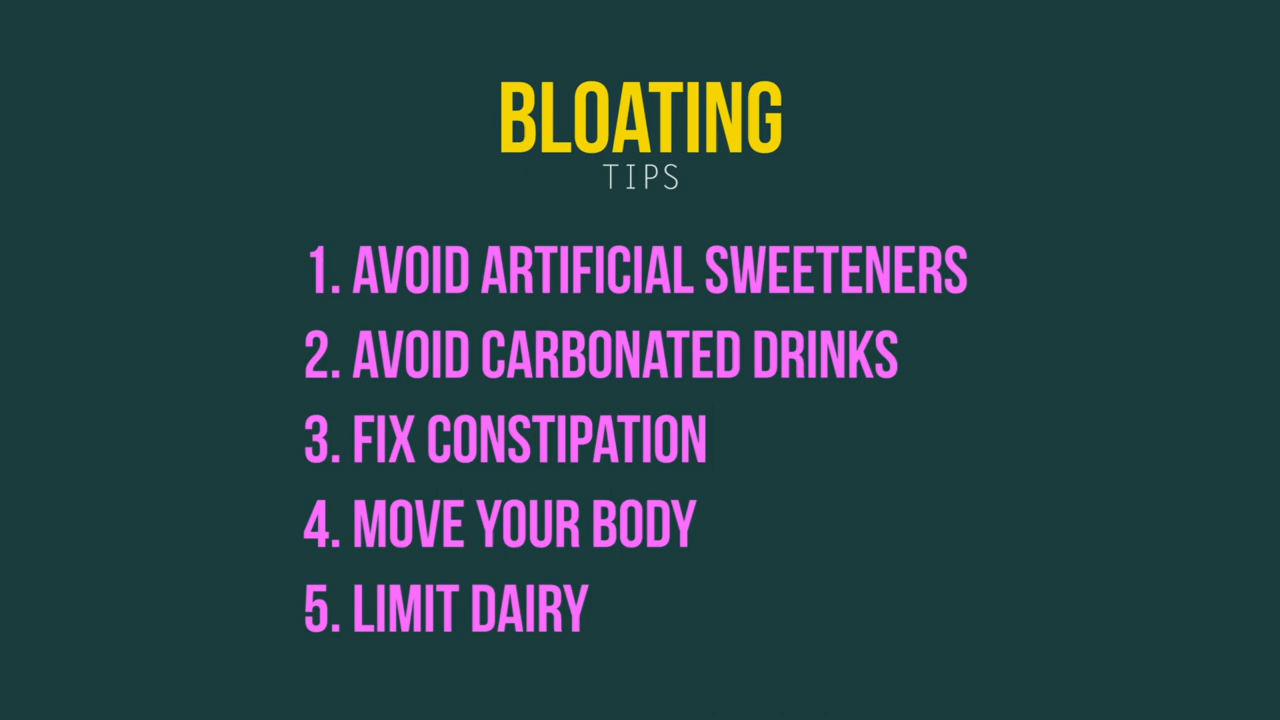 BLOATING
TIPS
1. AVOID ARTIFICIAL SWEETENERS
2. AVOID CARBONATED DRINKS
3. FIX CONSTIPATION
4. MOVE YOUR BODY
5. LIMIT DAIRY